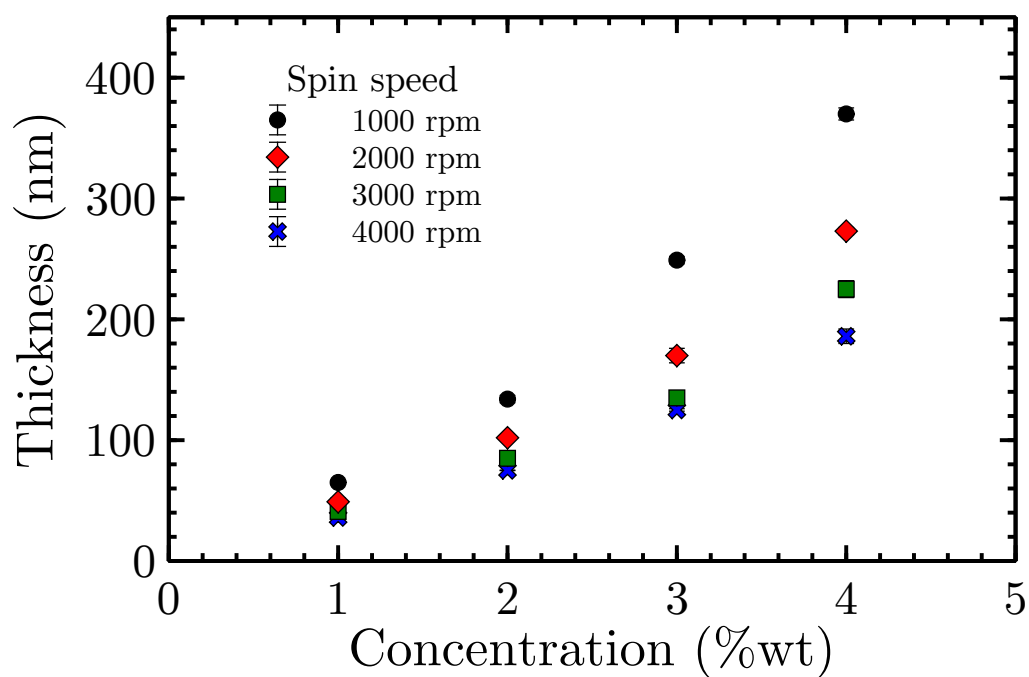 Thickness (nm)
400
300
200
100
0
Spin speed
1000 rpm
2000 rpm
3000 rpm
4000 rpm
0 1 2 3 4 5
Concentration (%wt)